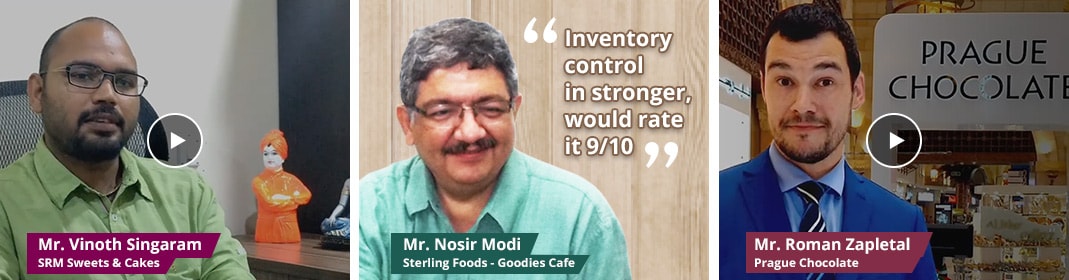 Mr. Vinoth Singaram
SRM Sweets & Cakes
“Inventory
control
in stronger,
would rate
it 9/10”
Mr. Nosir Modi
Sterling Foods - Goodies Cafe
PRAGUE
CHOCOLATE
Mr. Roman Zapletal
Prague Chocolate